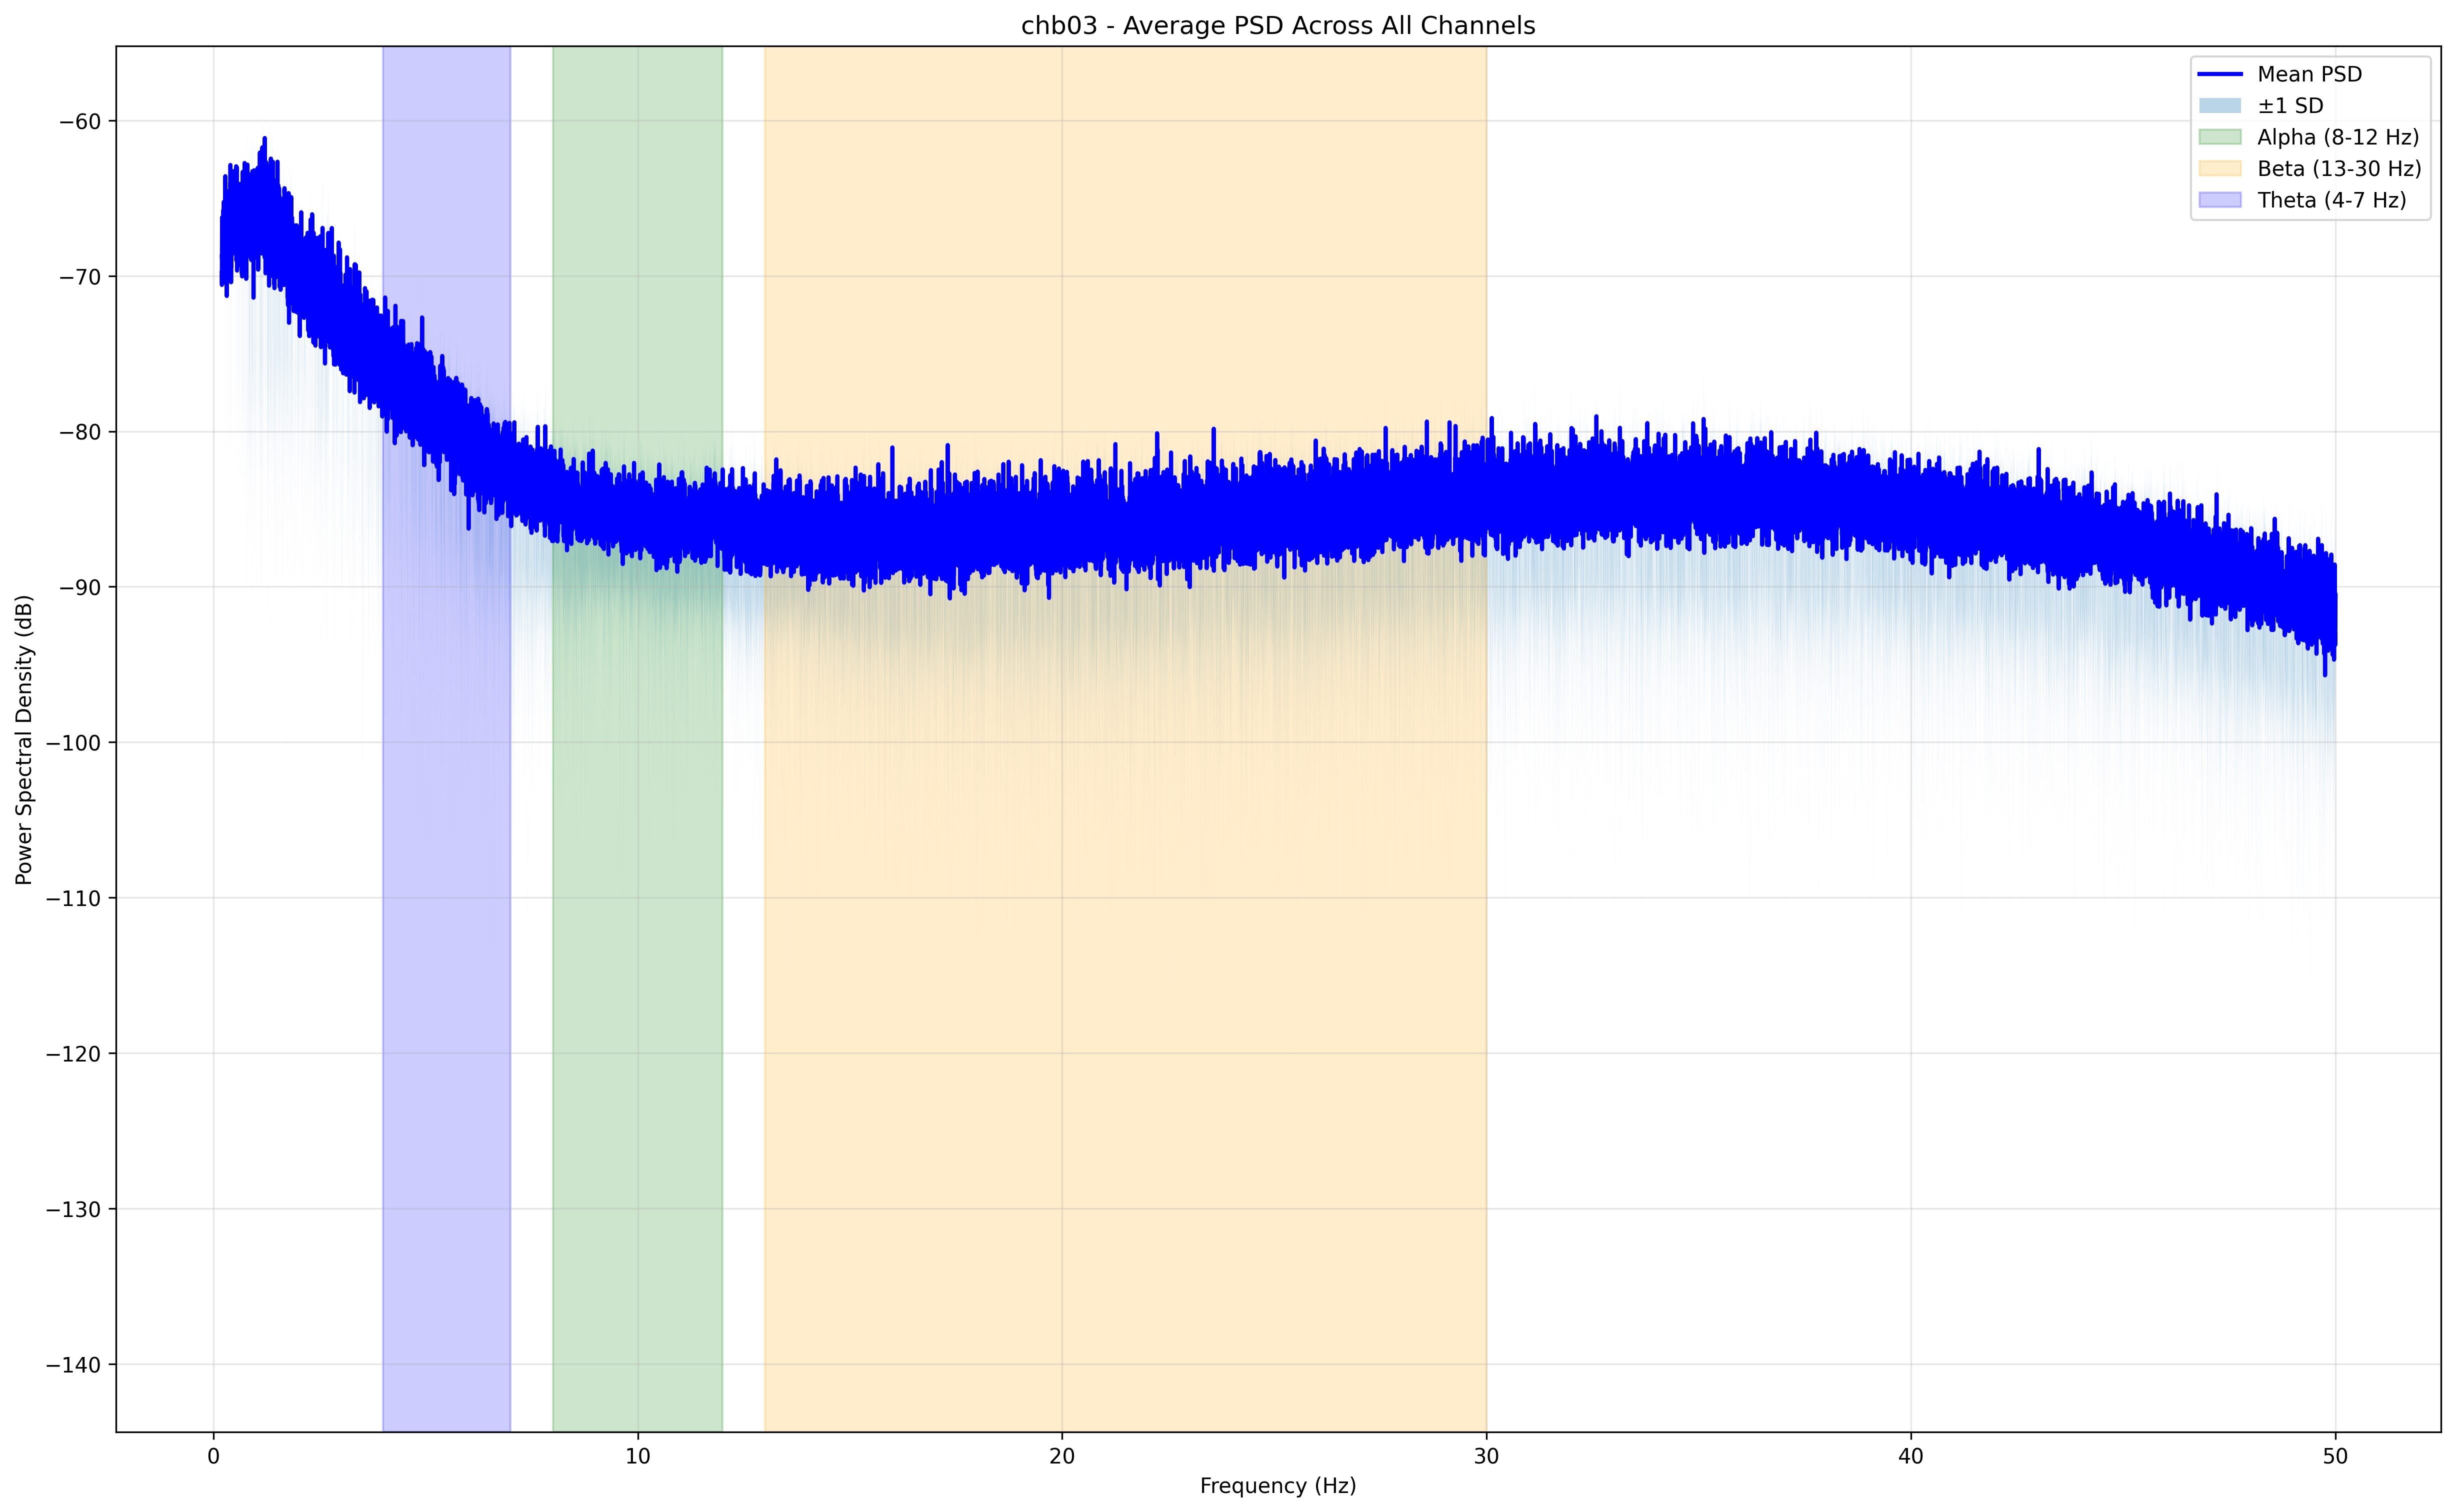 chb03 - Average PSD Across All Channels
Mean PSD
±1 SD
Alpha (8-12 Hz)
Beta (13-30 Hz)
Theta (4-7 Hz)
Power Spectral Density (dB)
−60
−70
−80
−90
−100
−110
−120
−130
−140
0 10 20 30 40 50
Frequency (Hz)